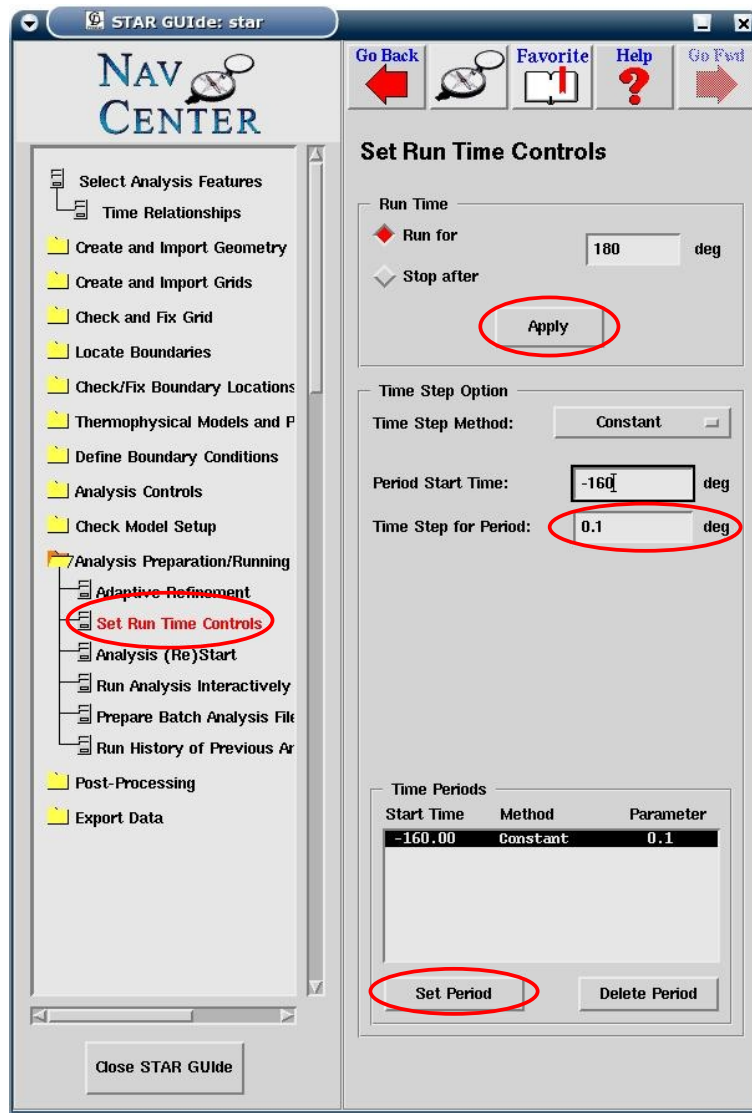 STAR GUIde: star
NAV
CENTER
Select Analysis Features
Time Relationships
Create and Import Geometry
Create and Import Grids
Check and Fix Grid
Locate Boundaries
Check/Fix Boundary Locations
Thermophysical Models and P
Define Boundary Conditions
Analysis Controls
Check Model Setup
Analysis Preparation/Running
Adaptive Refinement
Set Run Time Controls
Analysis (Re)Start
Run Analysis Interactively
Prepare Batch Analysis File
Run History of Previous An
Post-Processing
Export Data
Close STAR GUIde
Go Back
Favorite
Help
Go Fwd
Set Run Time Controls
Run Time
Run for
180 deg
Stop after
Apply
Time Step Option
Time Step Method: Constant
Period Start Time: -160 deg
Time Step for Period: 0.1 deg
Time Periods
Start Time Method Parameter
-160.00 Constant 0.1
Set Period
Delete Period